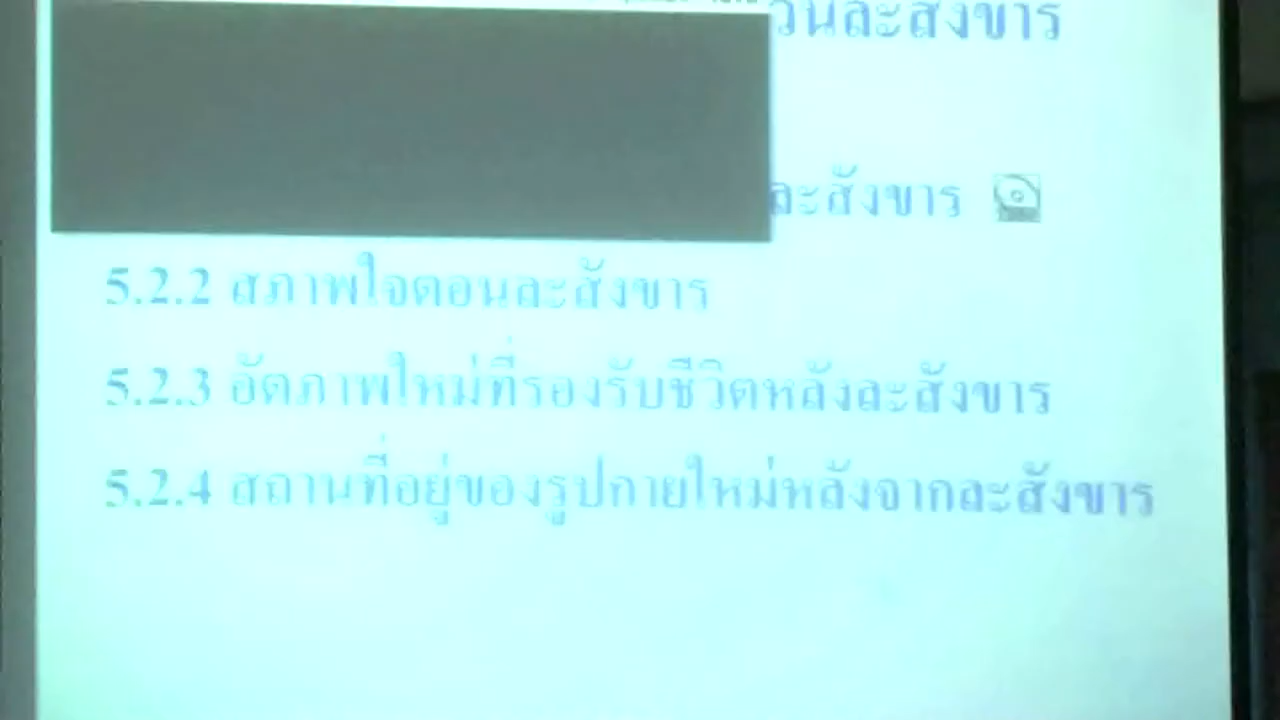 วันละสังขาร
ละสังขาร
5.2.2 สภาพใจตอนละสังขาร
5.2.3 อัตภาพใหม่ที่รองรับชีวิตหลังละสังขาร
5.2.4 สถานที่อยู่ของรูปกายใหม่หลังจากละสังขาร